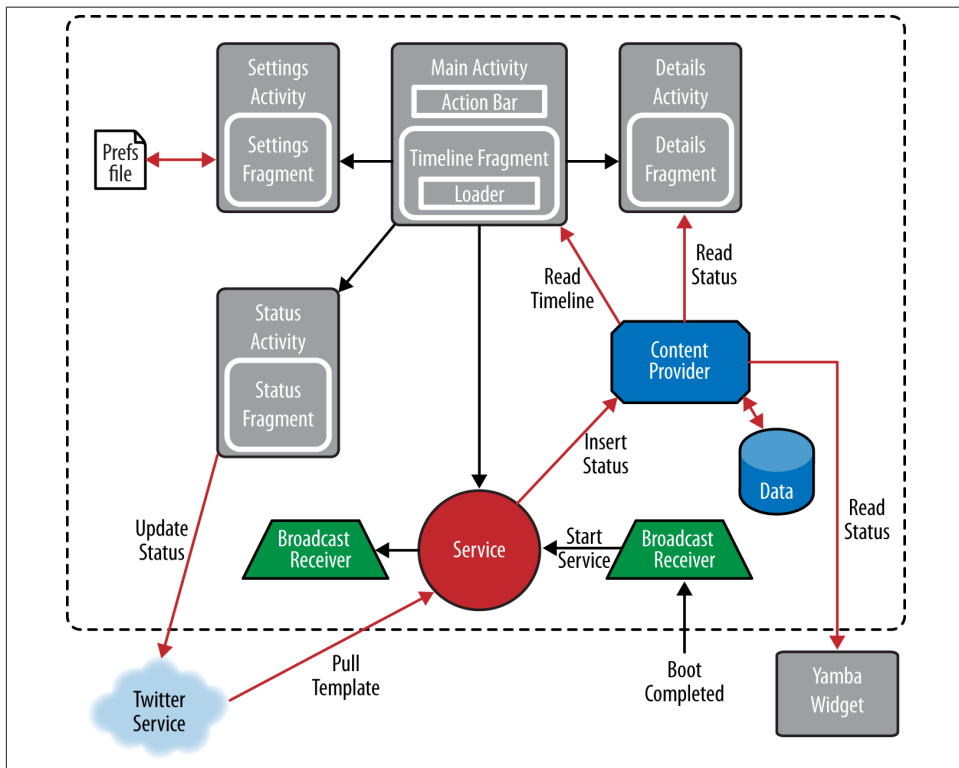 Settings
Activity
Settings
Fragment
Main Activity
Action Bar
Timeline Fragment
Loader
Details
Activity
Details
Fragment
Prefs
file
Read
Timeline
Read
Status
Status
Activity
Status
Fragment
Content
Provider
Insert
Status
Data
Read
Status
Update
Status
Broadcast
Receiver
Service
Start
Service
Broadcast
Receiver
Pull
Template
Boot
Completed
Twitter
Service
Yamba
Widget